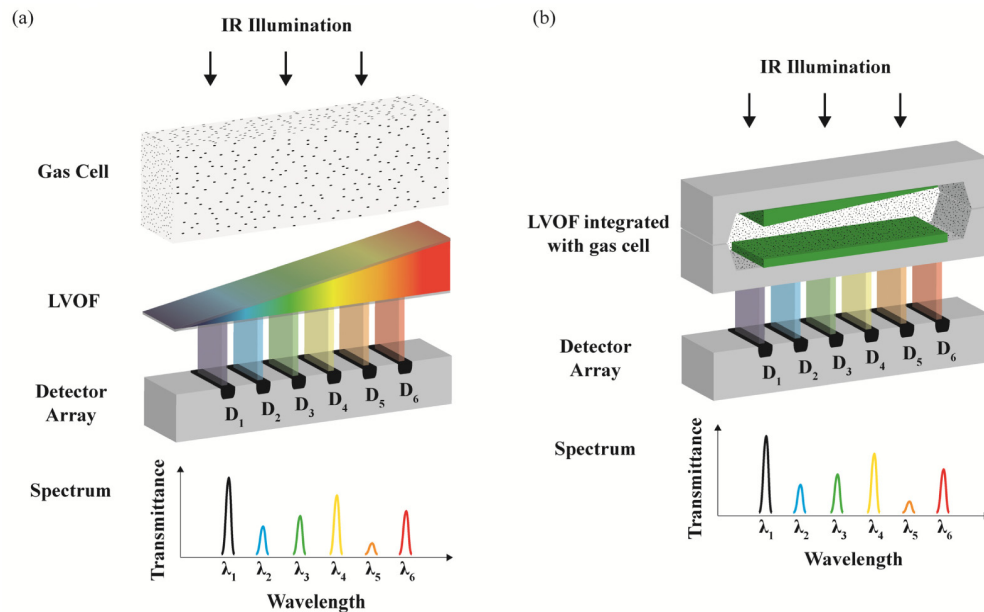 (a)
IR Illumination
Gas Cell
LVOF
Detector
Array
D₁ D₂ D₃ D₄ D₅ D₆
Spectrum
Transmittance
λ₁ λ₂ λ₃ λ₄ λ₅ λ₆
Wavelength
(b)
IR Illumination
LVOF integrated
with gas cell
Detector
Array
D₁ D₂ D₃ D₄ D₅ D₆
Spectrum
Transmittance
λ₁ λ₂ λ₃ λ₄ λ₅ λ₆
Wavelength